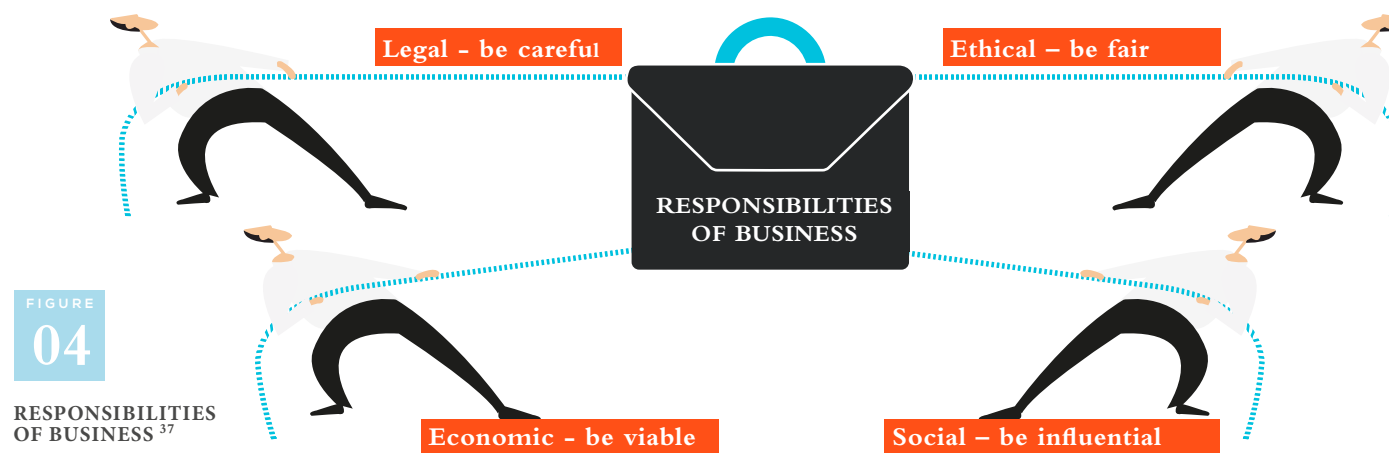 Legal - be careful
Ethical – be fair
RESPONSIBILITIES
OF BUSINESS
FIGURE
04
RESPONSIBILITIES
OF BUSINESS 37
Economic - be viable
Social – be influential